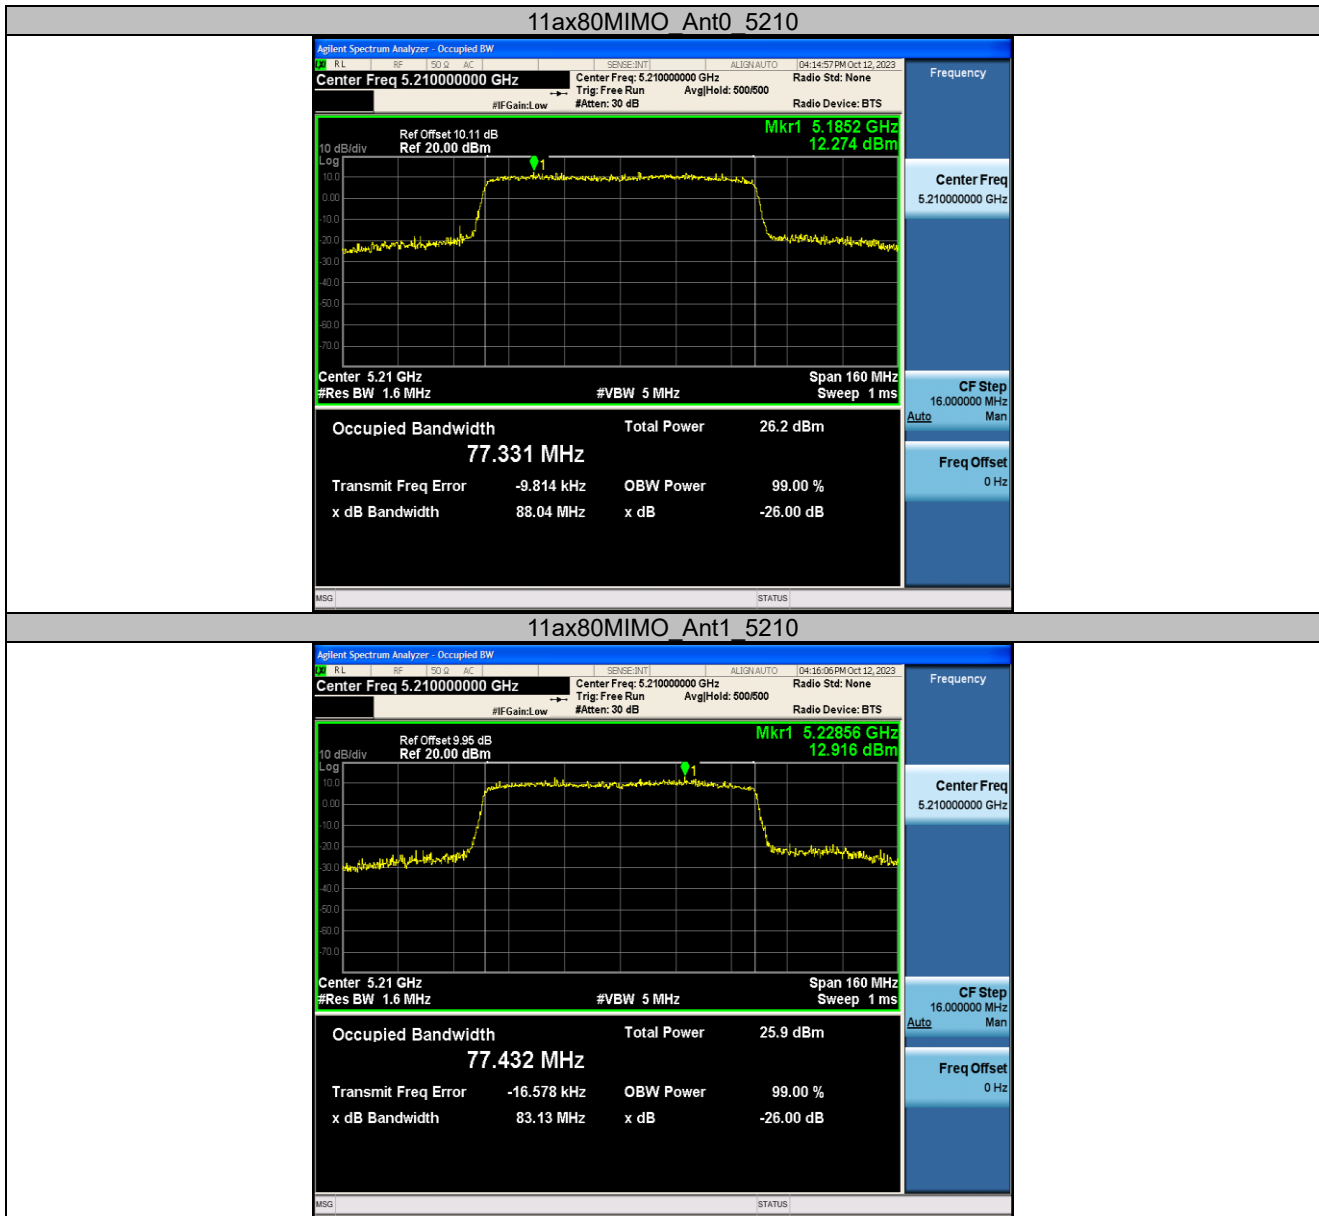 11ax80MIMO_Ant0_5210
Agilent Spectrum Analyzer - Occupied BW
LXI RL RF 50 Ω AC SENSE:INT ALIGN AUTO 04:14:57 PM Oct 12, 2023
Center Freq 5.210000000 GHz
Center Freq: 5.210000000 GHz Radio Std: None
Trig: Free Run Avg|Hold: 500/500
#IFGain:Low #Atten: 30 dB Radio Device: BTS
Frequency
Mkr1 5.1852 GHz
12.274 dBm
Ref Offset 10.11 dB
10 dB/div Ref 20.00 dBm
Log
1
10.0
0.00
-10.0
-20.0
-30.0
-40.0
-50.0
-60.0
-70.0
Center 5.21 GHz Span 160 MHz
#Res BW 1.6 MHz #VBW 5 MHz Sweep 1 ms
Center Freq
5.210000000 GHz
CF Step
16.000000 MHz
Auto Man
Freq Offset
0 Hz
Occupied Bandwidth Total Power 26.2 dBm
77.331 MHz
Transmit Freq Error -9.814 kHz OBW Power 99.00 %
x dB Bandwidth 88.04 MHz x dB -26.00 dB
MSG STATUS
11ax80MIMO_Ant1_5210
Agilent Spectrum Analyzer - Occupied BW
LXI RL RF 50 Ω AC SENSE:INT ALIGN AUTO 04:16:06 PM Oct 12, 2023
Center Freq 5.210000000 GHz
Center Freq: 5.210000000 GHz Radio Std: None
Trig: Free Run Avg|Hold: 500/500
#IFGain:Low #Atten: 30 dB Radio Device: BTS
Frequency
Mkr1 5.22856 GHz
12.916 dBm
Ref Offset 9.95 dB
10 dB/div Ref 20.00 dBm
Log
1
10.0
0.00
-10.0
-20.0
-30.0
-40.0
-50.0
-60.0
-70.0
Center 5.21 GHz Span 160 MHz
#Res BW 1.6 MHz #VBW 5 MHz Sweep 1 ms
Center Freq
5.210000000 GHz
CF Step
16.000000 MHz
Auto Man
Freq Offset
0 Hz
Occupied Bandwidth Total Power 25.9 dBm
77.432 MHz
Transmit Freq Error -16.578 kHz OBW Power 99.00 %
x dB Bandwidth 83.13 MHz x dB -26.00 dB
MSG STATUS